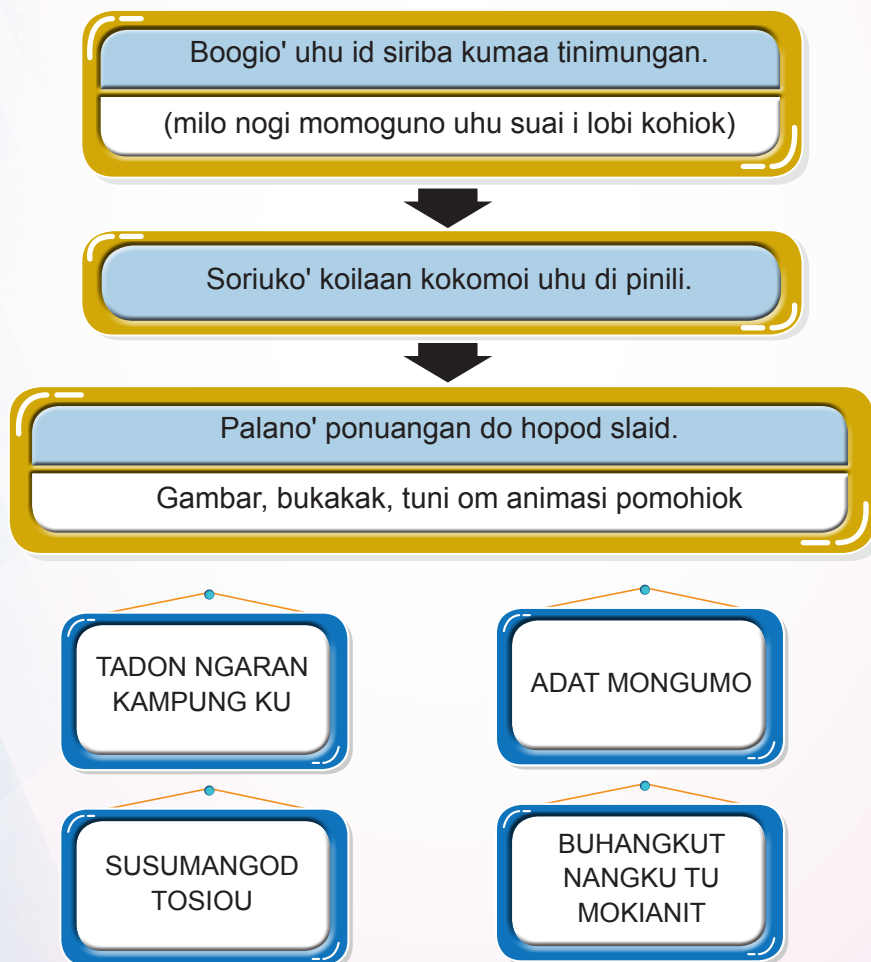 Boogio' uhu id siriba kumaa tinimungan.
(milo nogi momoguno uhu suai i lobi kohiok)
Soriuko' koilaan kokomoi uhu di pinili.
Palano' ponuangan do hopod slaid.
Gambar, bukakak, tuni om animasi pomohiok
TADON NGARAN
KAMPUNG KU
ADAT MONGUMO
SUSUMANGOD
TOSIOU
BUHANGKUT
NANGKU TU
MOKIANIT